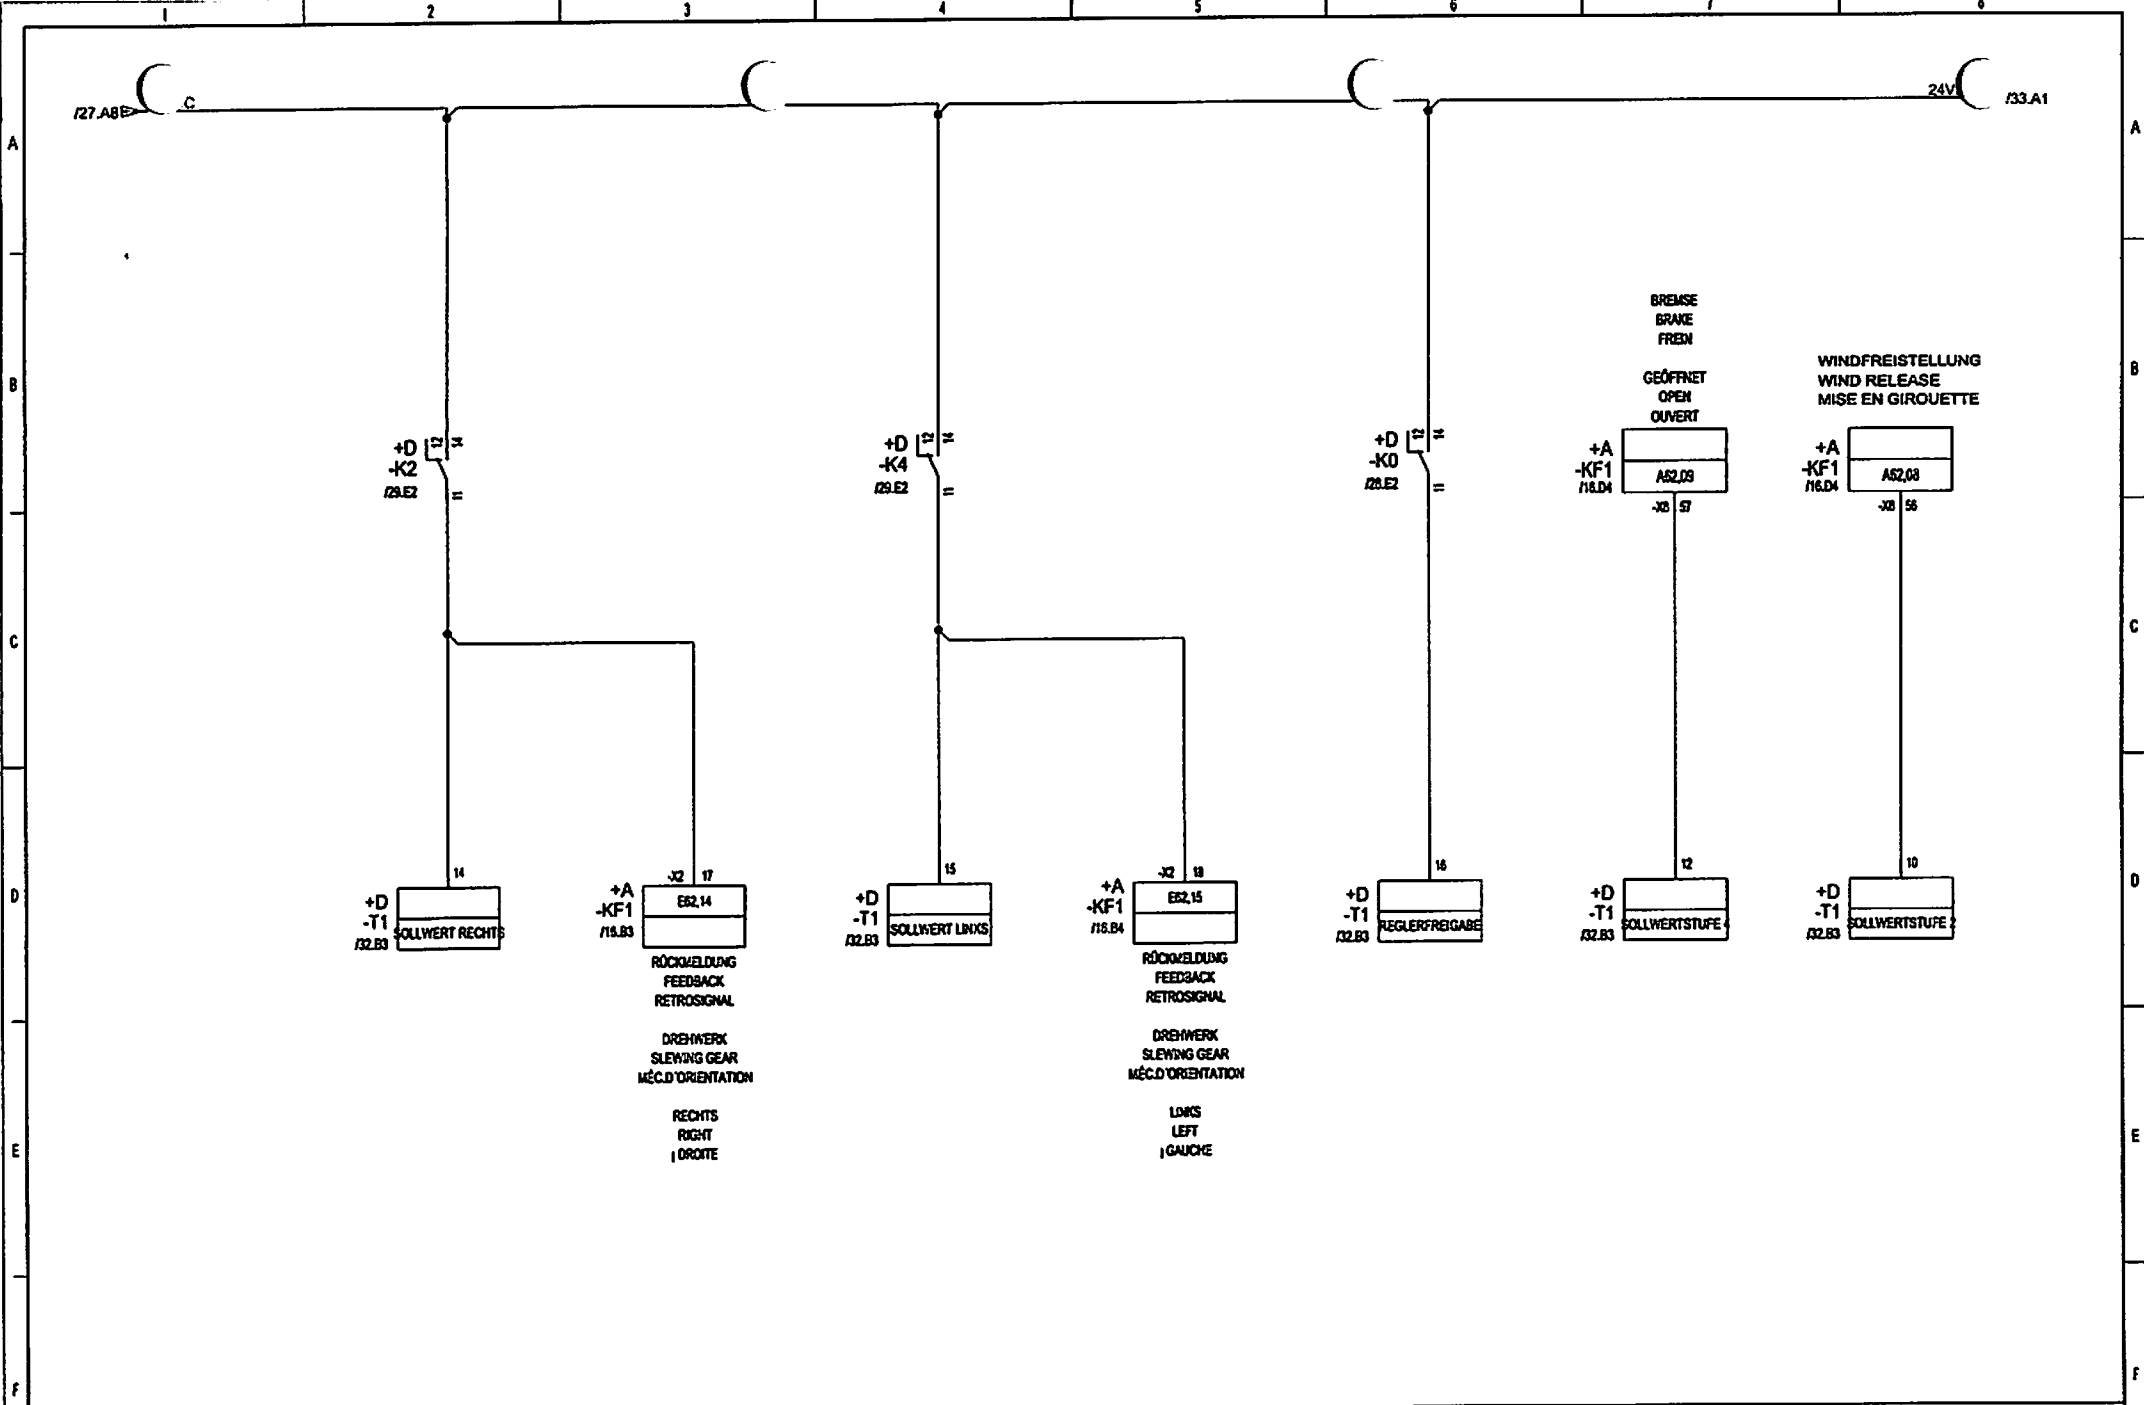 1 2 3 4 5 6 7 8
/27.A8 C 24V /33.A1
A A
BREMSE
BRAKE
FREIN
GEÖFFNET
OPEN
OUVERT
WINDFREISTELLUNG
WIND RELEASE
MISE EN GIROUETTE
B B
+D 12 14
-K2
/29.E2 11
+D 12 14
-K4
/29.E2 11
+D 12 14
-K0
/28.E2 11
+A
-KF1 A52,09
/16.D4
-X8 57
+A
-KF1 A52,08
/16.D4
-X8 56
C C
D D
14
+D
-T1 SOLLWERT RECHTS
/32.B3
-X2 17
+A E62,14
-KF1
/15.B3
RÜCKMELDUNG
FEEDBACK
RETROSIGNAL
DREHWERK
SLEWING GEAR
MÉC.D'ORIENTATION
RECHTS
RIGHT
DROITE
15
+D
-T1 SOLLWERT LINKS
/32.B3
-X2 18
+A E62,15
-KF1
/15.B4
RÜCKMELDUNG
FEEDBACK
RETROSIGNAL
DREHWERK
SLEWING GEAR
MÉC.D'ORIENTATION
LINKS
LEFT
GAUCHE
16
+D
-T1 REGLERFREIGABE
/32.B3
12
+D
-T1 SOLLWERTSTUFE
/32.B3
10
+D
-T1 SOLLWERTSTUFE 2
/32.B3
E E
F F